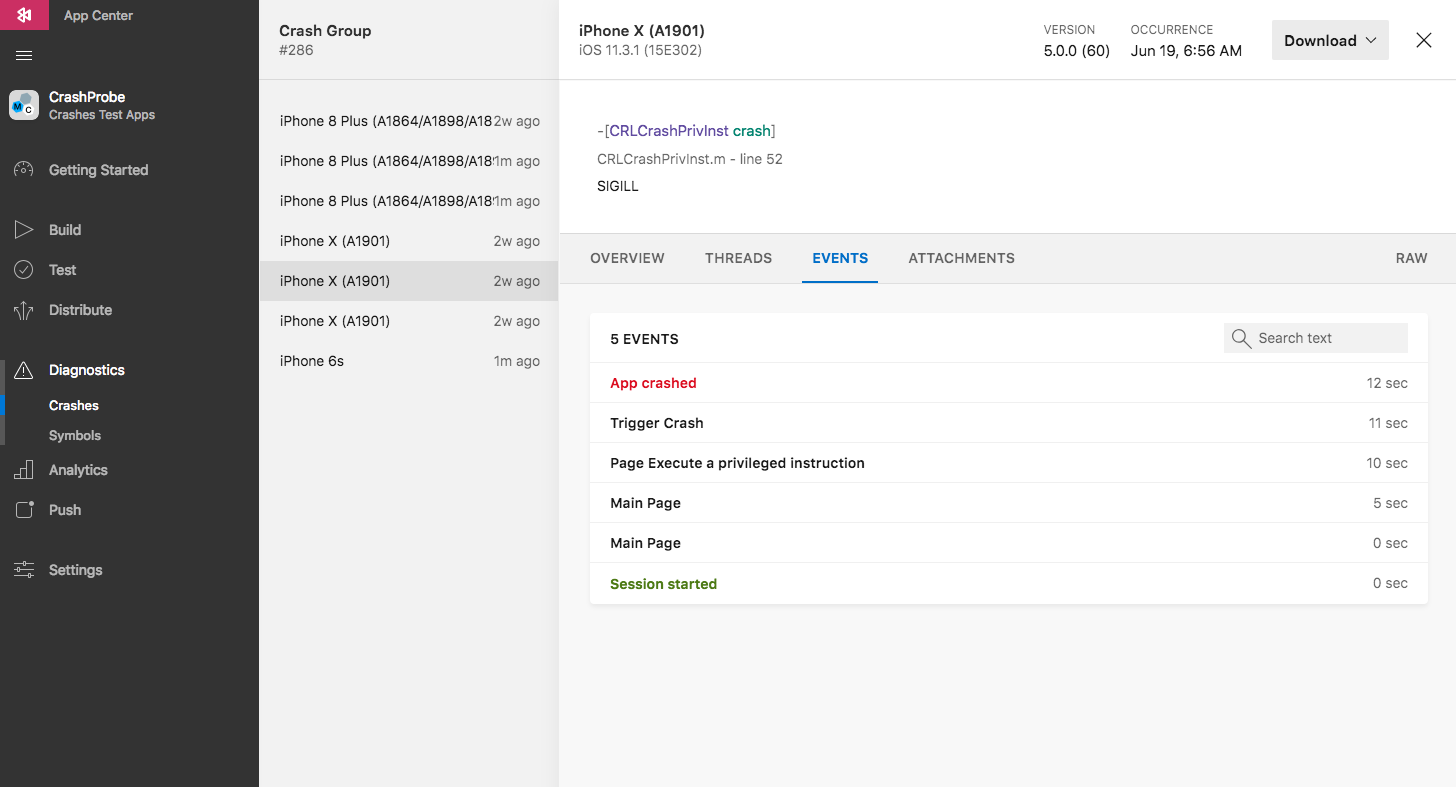 App Center
CrashProbe
Crashes Test Apps
Getting Started
Build
Test
Distribute
Diagnostics
Crashes
Symbols
Analytics
Push
Settings
Crash Group
#286
iPhone 8 Plus (A1864/A1898/A18 2w ago
iPhone 8 Plus (A1864/A1898/A18 1m ago
iPhone 8 Plus (A1864/A1898/A18 1m ago
iPhone X (A1901) 2w ago
iPhone X (A1901) 2w ago
iPhone X (A1901) 2w ago
iPhone 6s 1m ago
iPhone X (A1901)
iOS 11.3.1 (15E302)
VERSION
5.0.0 (60)
OCCURRENCE
Jun 19, 6:56 AM
Download
-[CRLCrashPrivInst crash]
CRLCrashPrivInst.m - line 52
SIGILL
OVERVIEW THREADS EVENTS ATTACHMENTS RAW
5 EVENTS Search text
App crashed 12 sec
Trigger Crash 11 sec
Page Execute a privileged instruction 10 sec
Main Page 5 sec
Main Page 0 sec
Session started 0 sec
M C